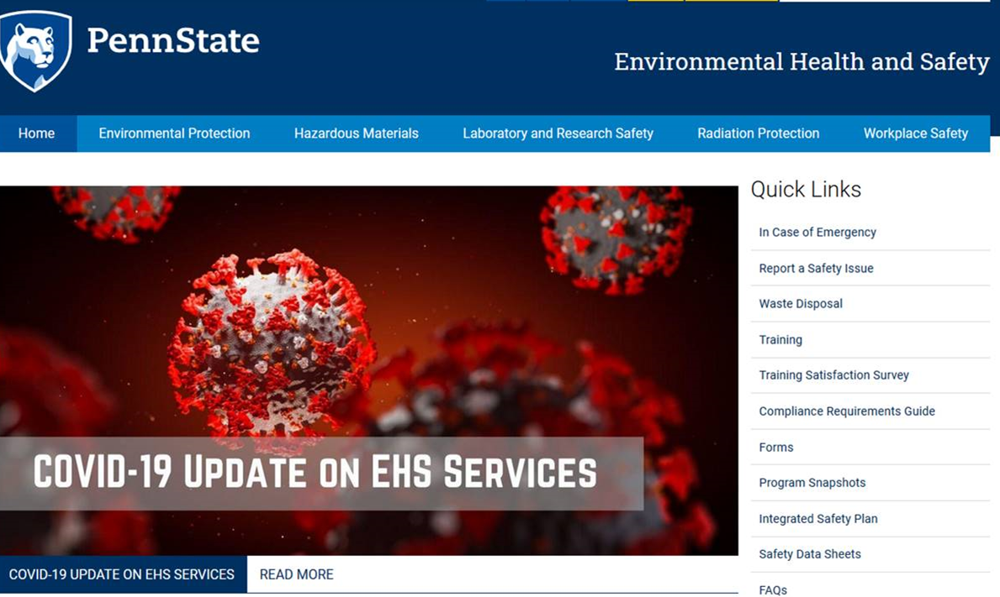 PennState
Environmental Health and Safety
Home Environmental Protection Hazardous Materials Laboratory and Research Safety Radiation Protection Workplace Safety
COVID-19 UPDATE ON EHS SERVICES
COVID-19 UPDATE ON EHS SERVICES READ MORE
Quick Links
In Case of Emergency
Report a Safety Issue
Waste Disposal
Training
Training Satisfaction Survey
Compliance Requirements Guide
Forms
Program Snapshots
Integrated Safety Plan
Safety Data Sheets
FAQs